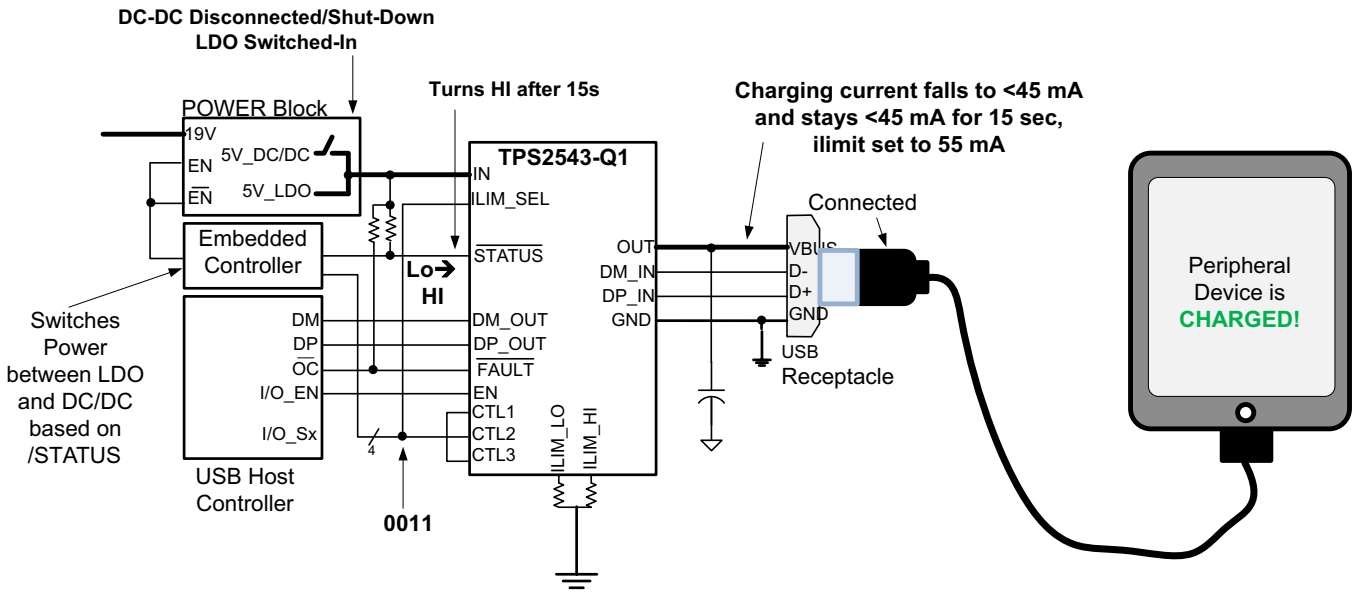 DC-DC Disconnected/Shut-Down
LDO Switched-In
POWER Block
19V
EN
EN
5V_DC/DC
5V_LDO
Embedded
Controller
Switches
Power
between LDO
and DC/DC
based on
/STATUS
DM
DP
OC
I/O_EN
I/O_Sx
USB Host
Controller
Turns HI after 15s
Lo→
HI
4
0011
TPS2543-Q1
IN
ILIM_SEL
STATUS
DM_OUT
DP_OUT
FAULT
EN
CTL1
CTL2
CTL3
ILIM_LO
ILIM_HI
OUT
DM_IN
DP_IN
GND
Charging current falls to <45 mA
and stays <45 mA for 15 sec,
ilimit set to 55 mA
Connected
VBUS
D-
D+
GND
USB
Receptacle
Peripheral
Device is
CHARGED!